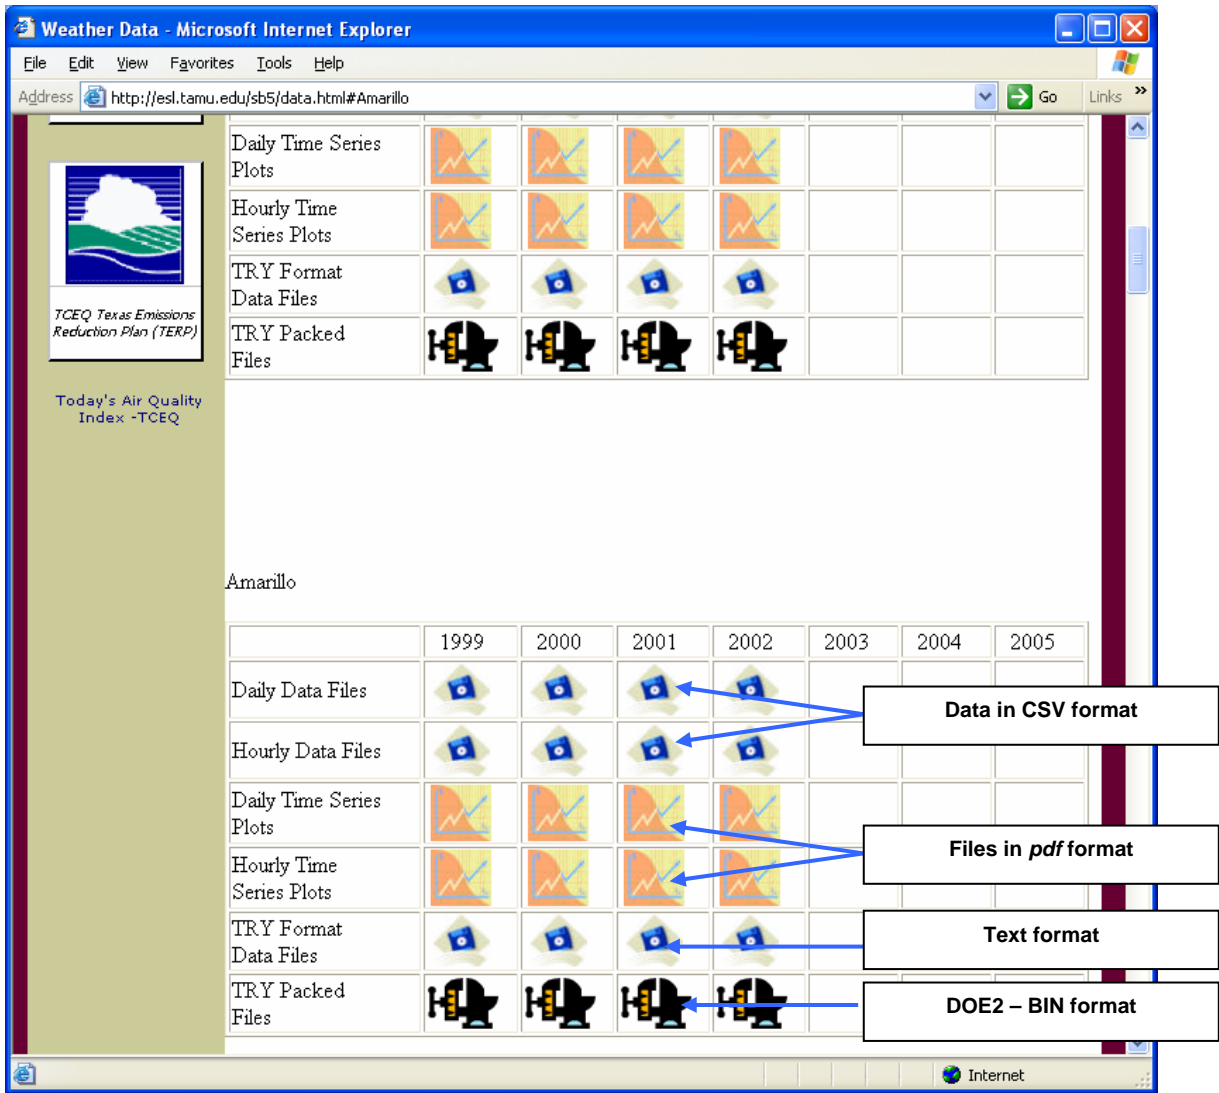 Weather Data - Microsoft Internet Explorer
File Edit View Favorites Tools Help
Address http://esl.tamu.edu/sb5/data.html#Amarillo Go Links »
Daily Time Series
Plots
Hourly Time
Series Plots
TRY Format
Data Files
TRY Packed
Files
TCEQ Texas Emissions
Reduction Plan (TERP)
Today's Air Quality
Index -TCEQ
Amarillo
1999 2000 2001 2002 2003 2004 2005
Daily Data Files
Data in CSV format
Hourly Data Files
Daily Time Series
Plots
Files in pdf format
Hourly Time
Series Plots
TRY Format
Data Files
Text format
TRY Packed
Files
DOE2 – BIN format
Internet